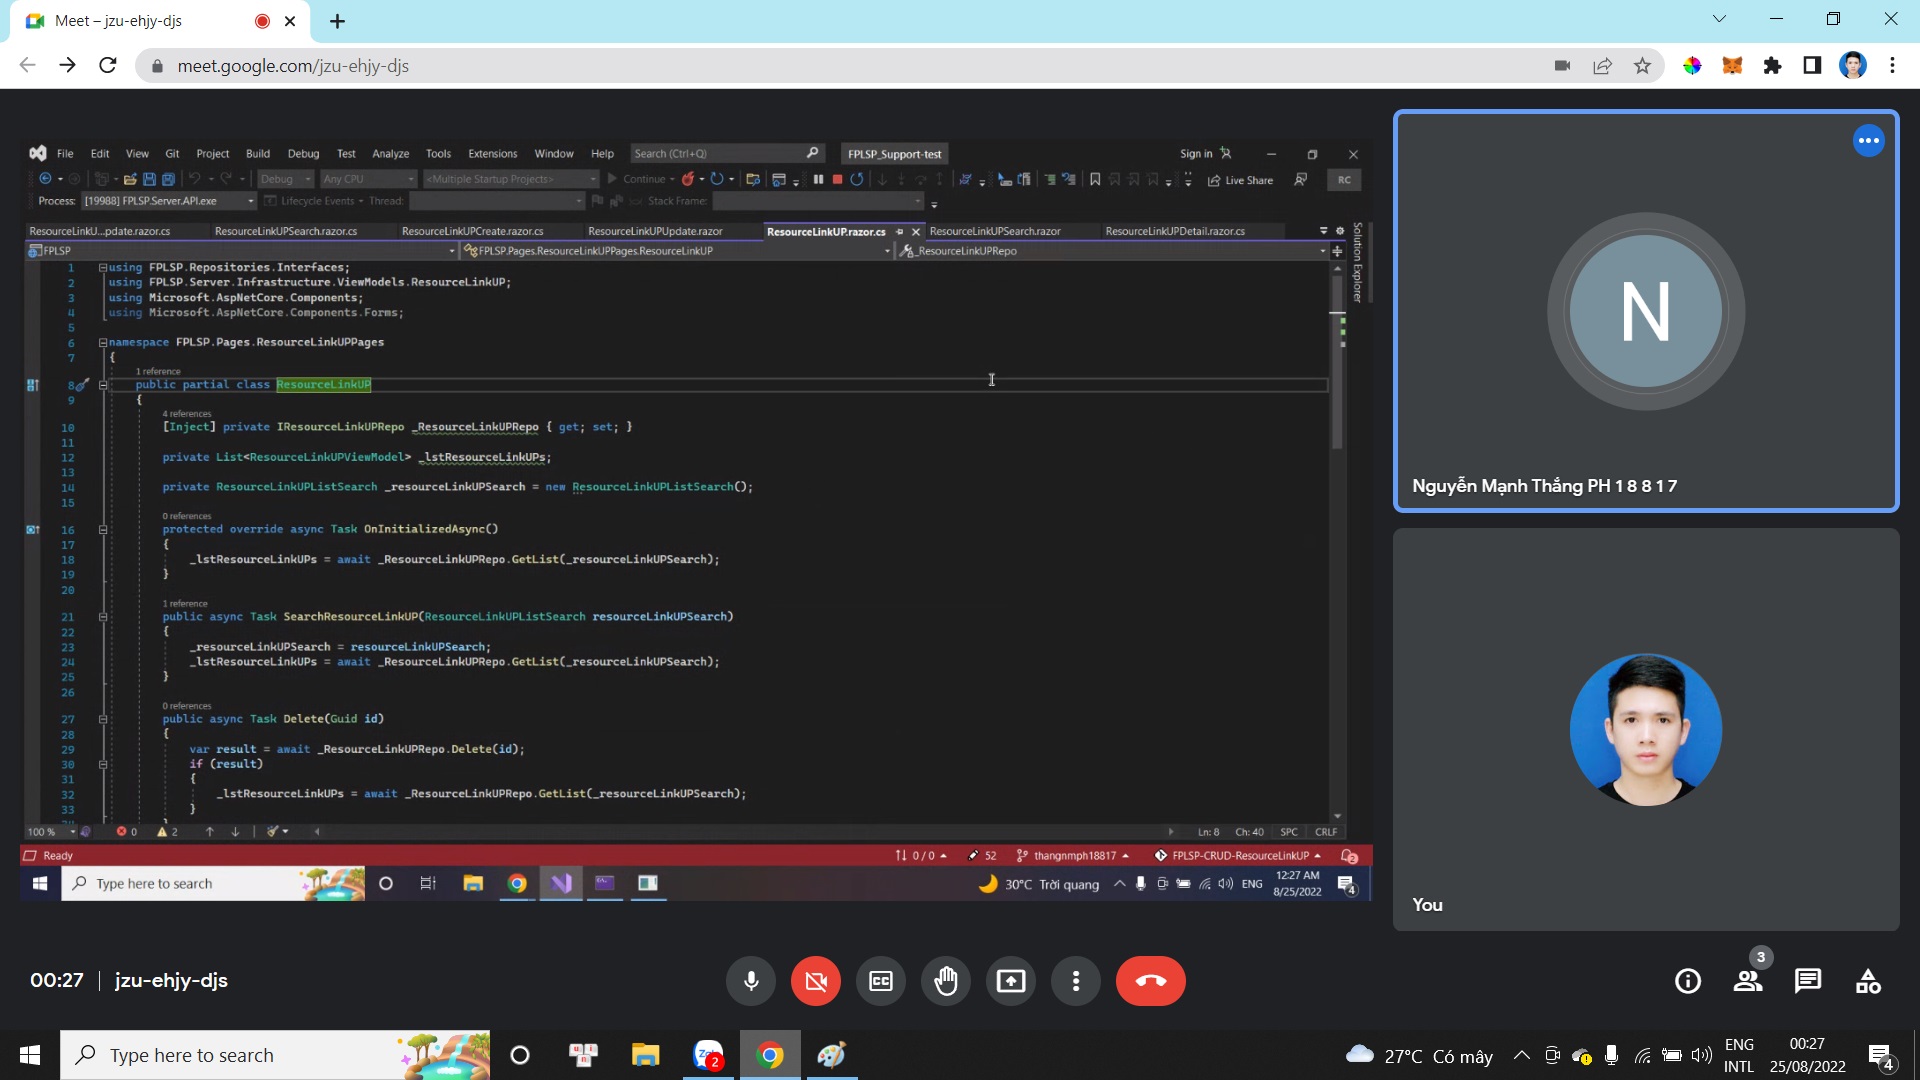 Meet – jzu-ehjy-djs
meet.google.com/jzu-ehjy-djs
File Edit View Git Project Build Debug Test Analyze Tools Extensions Window Help Search (Ctrl+Q) FPLSP_Support-test Sign in
Debug Any CPU <Multiple Startup Projects> Continue Live Share RC
Process: [19988] FPLSP.Server.API.exe Lifecycle Events Thread: Stack Frame:
ResourceLinkU...pdate.razor.cs ResourceLinkUPSearch.razor.cs ResourceLinkUPCreate.razor.cs ResourceLinkUPUpdate.razor ResourceLinkUP.razor.cs ResourceLinkUPSearch.razor ResourceLinkUPDetail.razor.cs
FPLSP FPLSP.Pages.ResourceLinkUPPages.ResourceLinkUP _ResourceLinkUPRepo
Solution Explorer
1 using FPLSP.Repositories.Interfaces;
2 using FPLSP.Server.Infrastructure.ViewModels.ResourceLinkUP;
3 using Microsoft.AspNetCore.Components;
4 using Microsoft.AspNetCore.Components.Forms;
5
6 namespace FPLSP.Pages.ResourceLinkUPPages
7 {
1 reference
8 public partial class ResourceLinkUP
9 {
4 references
10 [Inject] private IResourceLinkUPRepo _ResourceLinkUPRepo { get; set; }
11
12 private List<ResourceLinkUPViewModel> _lstResourceLinkUPs;
13
14 private ResourceLinkUPListSearch _resourceLinkUPSearch = new ResourceLinkUPListSearch();
15
0 references
16 protected override async Task OnInitializedAsync()
17 {
18 _lstResourceLinkUPs = await _ResourceLinkUPRepo.GetList(_resourceLinkUPSearch);
19 }
20
1 reference
21 public async Task SearchResourceLinkUP(ResourceLinkUPListSearch resourceLinkUPSearch)
22 {
23 _resourceLinkUPSearch = resourceLinkUPSearch;
24 _lstResourceLinkUPs = await _ResourceLinkUPRepo.GetList(_resourceLinkUPSearch);
25 }
26
0 references
27 public async Task Delete(Guid id)
28 {
29 var result = await _ResourceLinkUPRepo.Delete(id);
30 if (result)
31 {
32 _lstResourceLinkUPs = await _ResourceLinkUPRepo.GetList(_resourceLinkUPSearch);
33 }
100 % 0 2 Ln: 8 Ch: 40 SPC CRLF
Ready 0 / 0 52 thangnmph18817 FPLSP-CRUD-ResourceLinkUP 2
Type here to search 30°C Trời quang ENG 12:27 AM
8/25/2022 4
N
Nguyễn Mạnh Thắng PH 1 8 8 1 7
You
00:27 | jzu-ehjy-djs
3
Type here to search 2 27°C Có mây ENG 00:27
INTL 25/08/2022 4